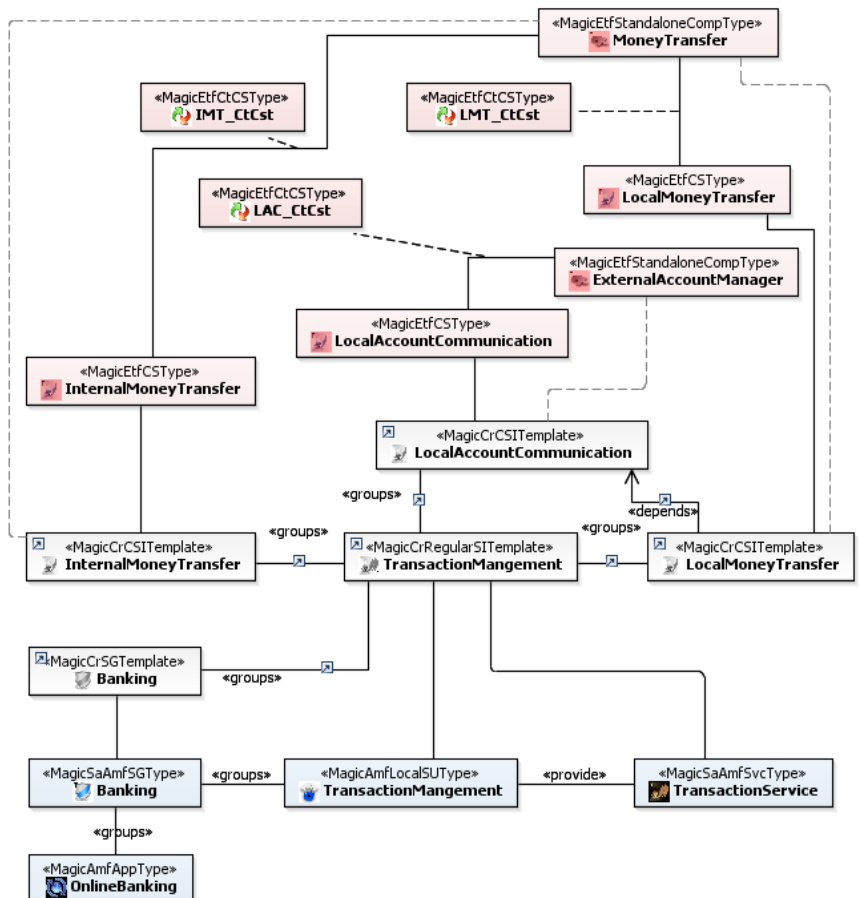 «MagicEtfStandaloneCompType»
MoneyTransfer
«MagicEtfCtCSType»
IMT_CtCst
«MagicEtfCtCSType»
LMT_CtCst
«MagicEtfCSType»
LocalMoneyTransfer
«MagicEtfCtCSType»
LAC_CtCst
«MagicEtfStandaloneCompType»
ExternalAccountManager
«MagicEtfCSType»
LocalAccountCommunication
«MagicEtfCSType»
InternalMoneyTransfer
«MagicCrCSITemplate»
LocalAccountCommunication
«groups»
«depends»
«groups»
«groups»
«MagicCrCSITemplate»
InternalMoneyTransfer
«MagicCrRegularSITemplate»
TransactionMangement
«MagicCrCSITemplate»
LocalMoneyTransfer
«MagicCrSGTemplate»
Banking
«groups»
«MagicSaAmfSGType»
Banking
«groups»
«MagicAmfLocalSUType»
TransactionMangement
«provide»
«MagicSaAmfSvcType»
TransactionService
«groups»
«MagicAmfAppType»
OnlineBanking